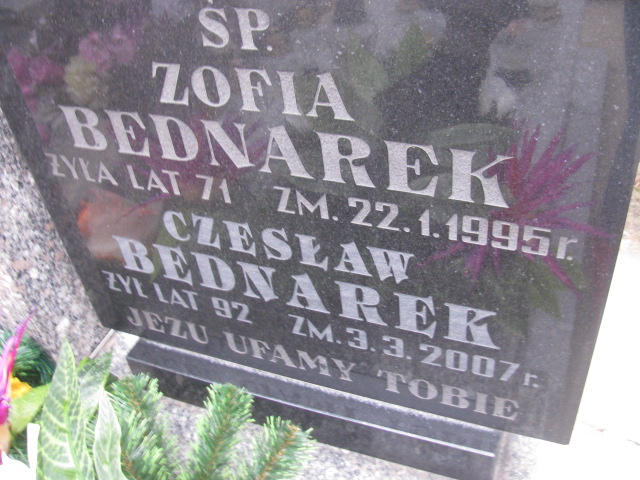 ŚP.
ZOFIA
BEDNAREK
ŻYŁA LAT 71 ZM. 22.1.1995r.
CZESŁAW
BEDNAREK
ŻYŁ LAT 92 ZM. 3.3.2007r.
JEZU UFAMY TOBIE